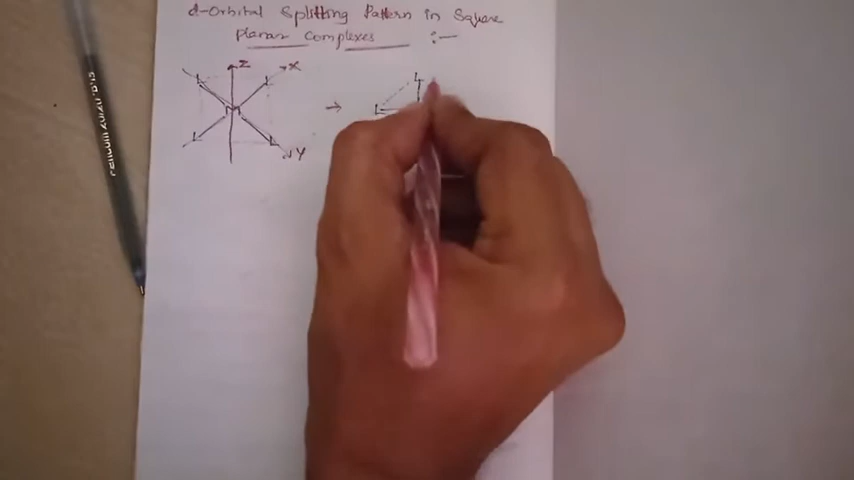 d-orbital Splitting Pattern in Square
Planar Complexes :-
Z
X
L
L
L
M
L
L
→
L
L
Y